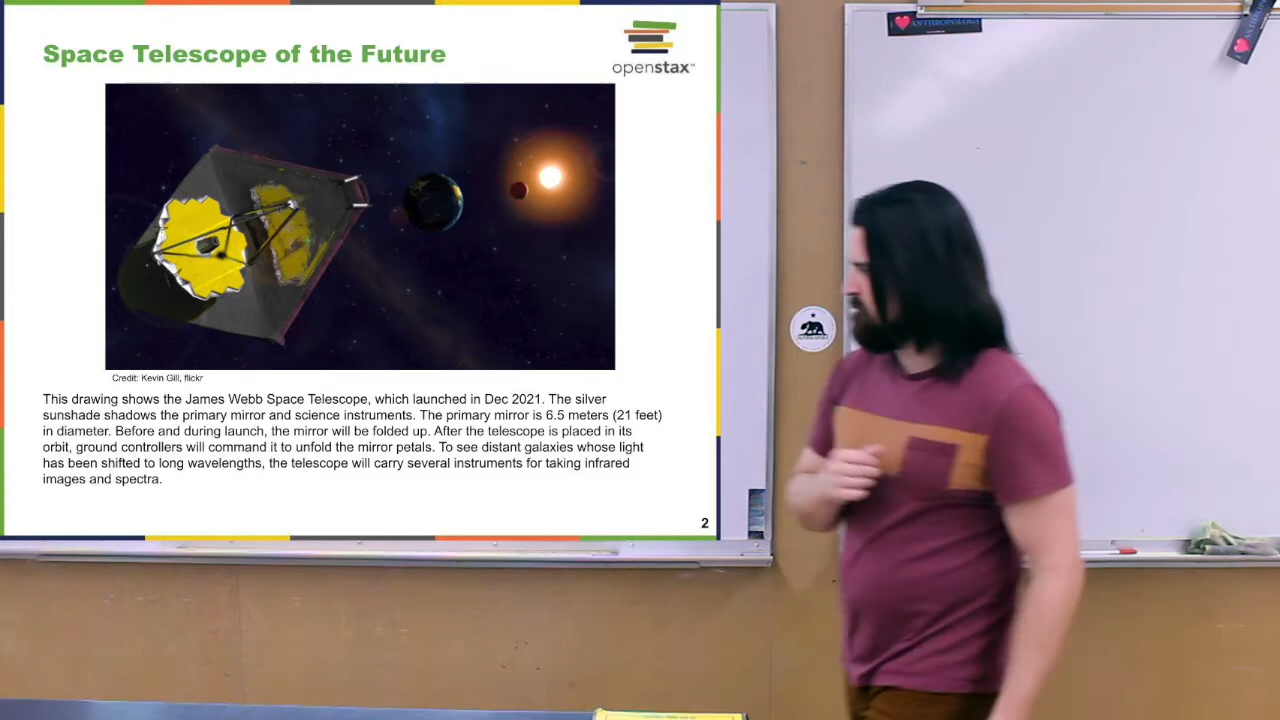 Space Telescope of the Future
openstax™
Credit: Kevin Gill, flickr
This drawing shows the James Webb Space Telescope, which launched in Dec 2021. The silver
sunshade shadows the primary mirror and science instruments. The primary mirror is 6.5 meters (21 feet)
in diameter. Before and during launch, the mirror will be folded up. After the telescope is placed in its
orbit, ground controllers will command it to unfold the mirror petals. To see distant galaxies whose light
has been shifted to long wavelengths, the telescope will carry several instruments for taking infrared
images and spectra.
2
I ❤ ANTHROPOLOGY